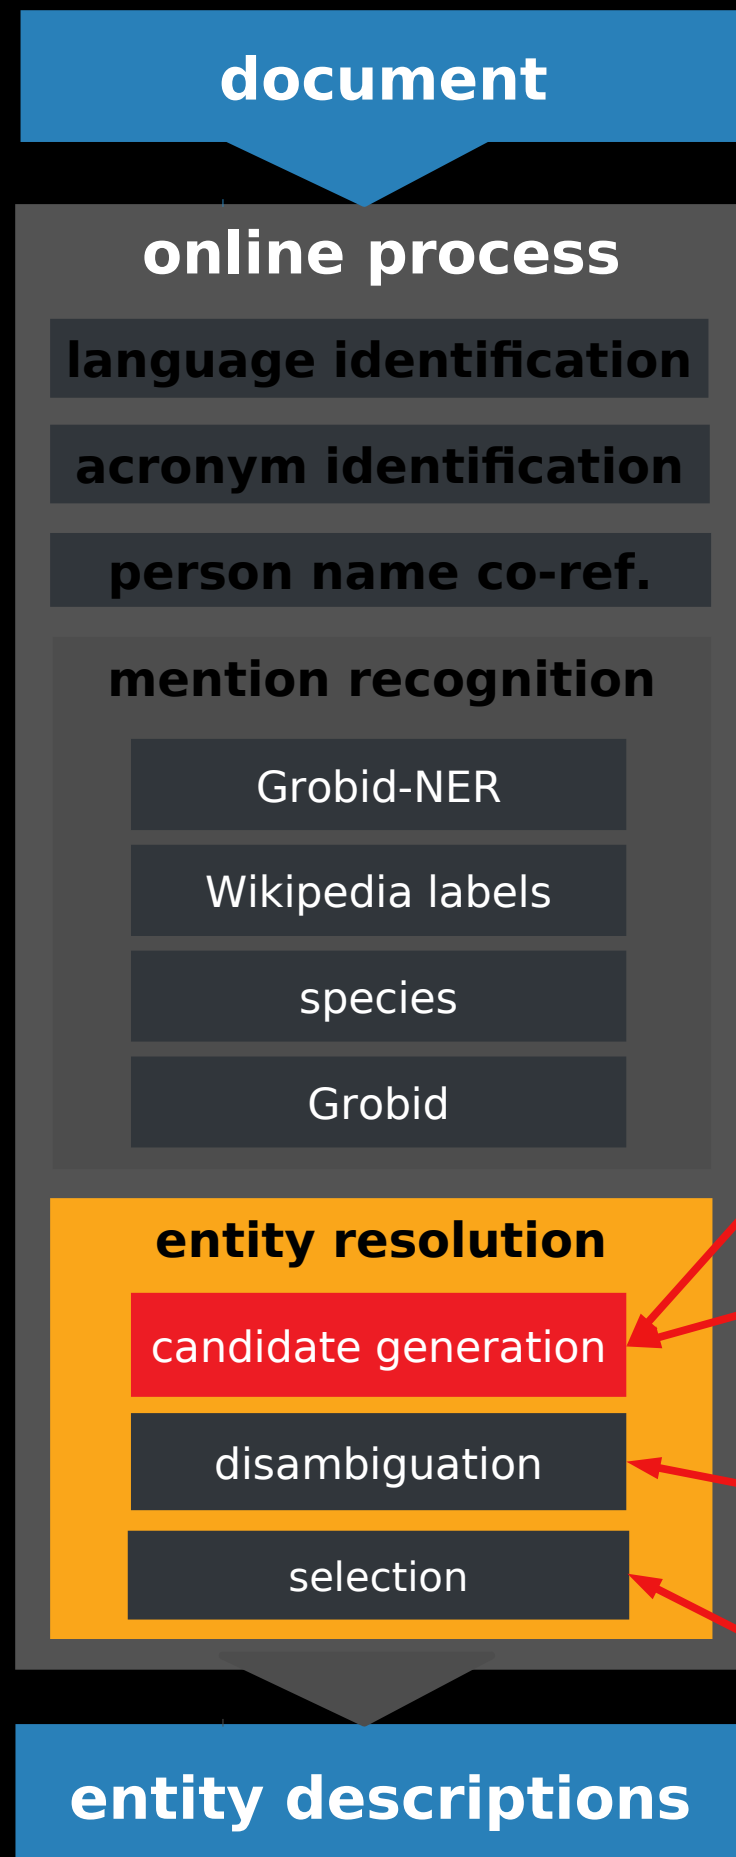 document
online process
language identification
acronym identification
person name co-ref.
mention recognition
Grobid-NER
Wikipedia labels
species
Grobid
entity resolution
candidate generation
disambiguation
selection
entity descriptions